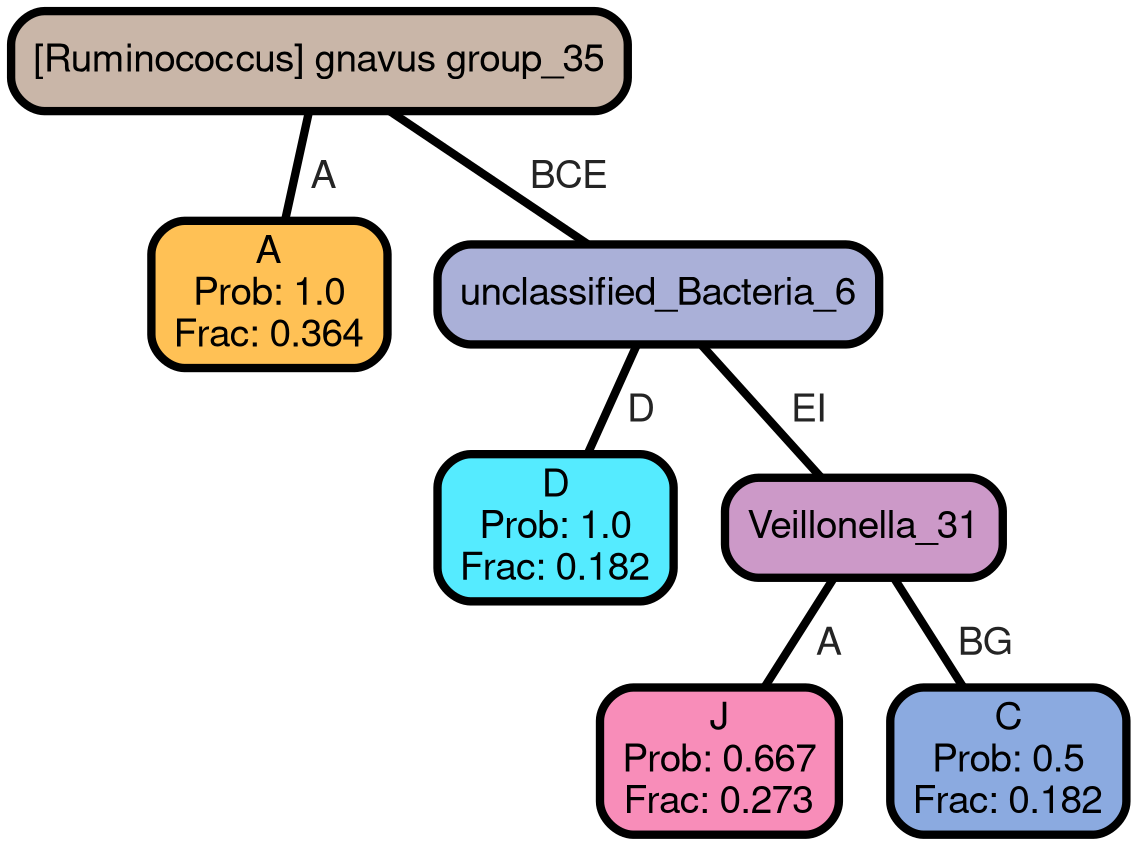 [Ruminococcus] gnavus group_35
A
BCE
A
Prob: 1.0
Frac: 0.364
unclassified_Bacteria_6
D
EI
D
Prob: 1.0
Frac: 0.182
Veillonella_31
A
BG
J
Prob: 0.667
Frac: 0.273
C
Prob: 0.5
Frac: 0.182